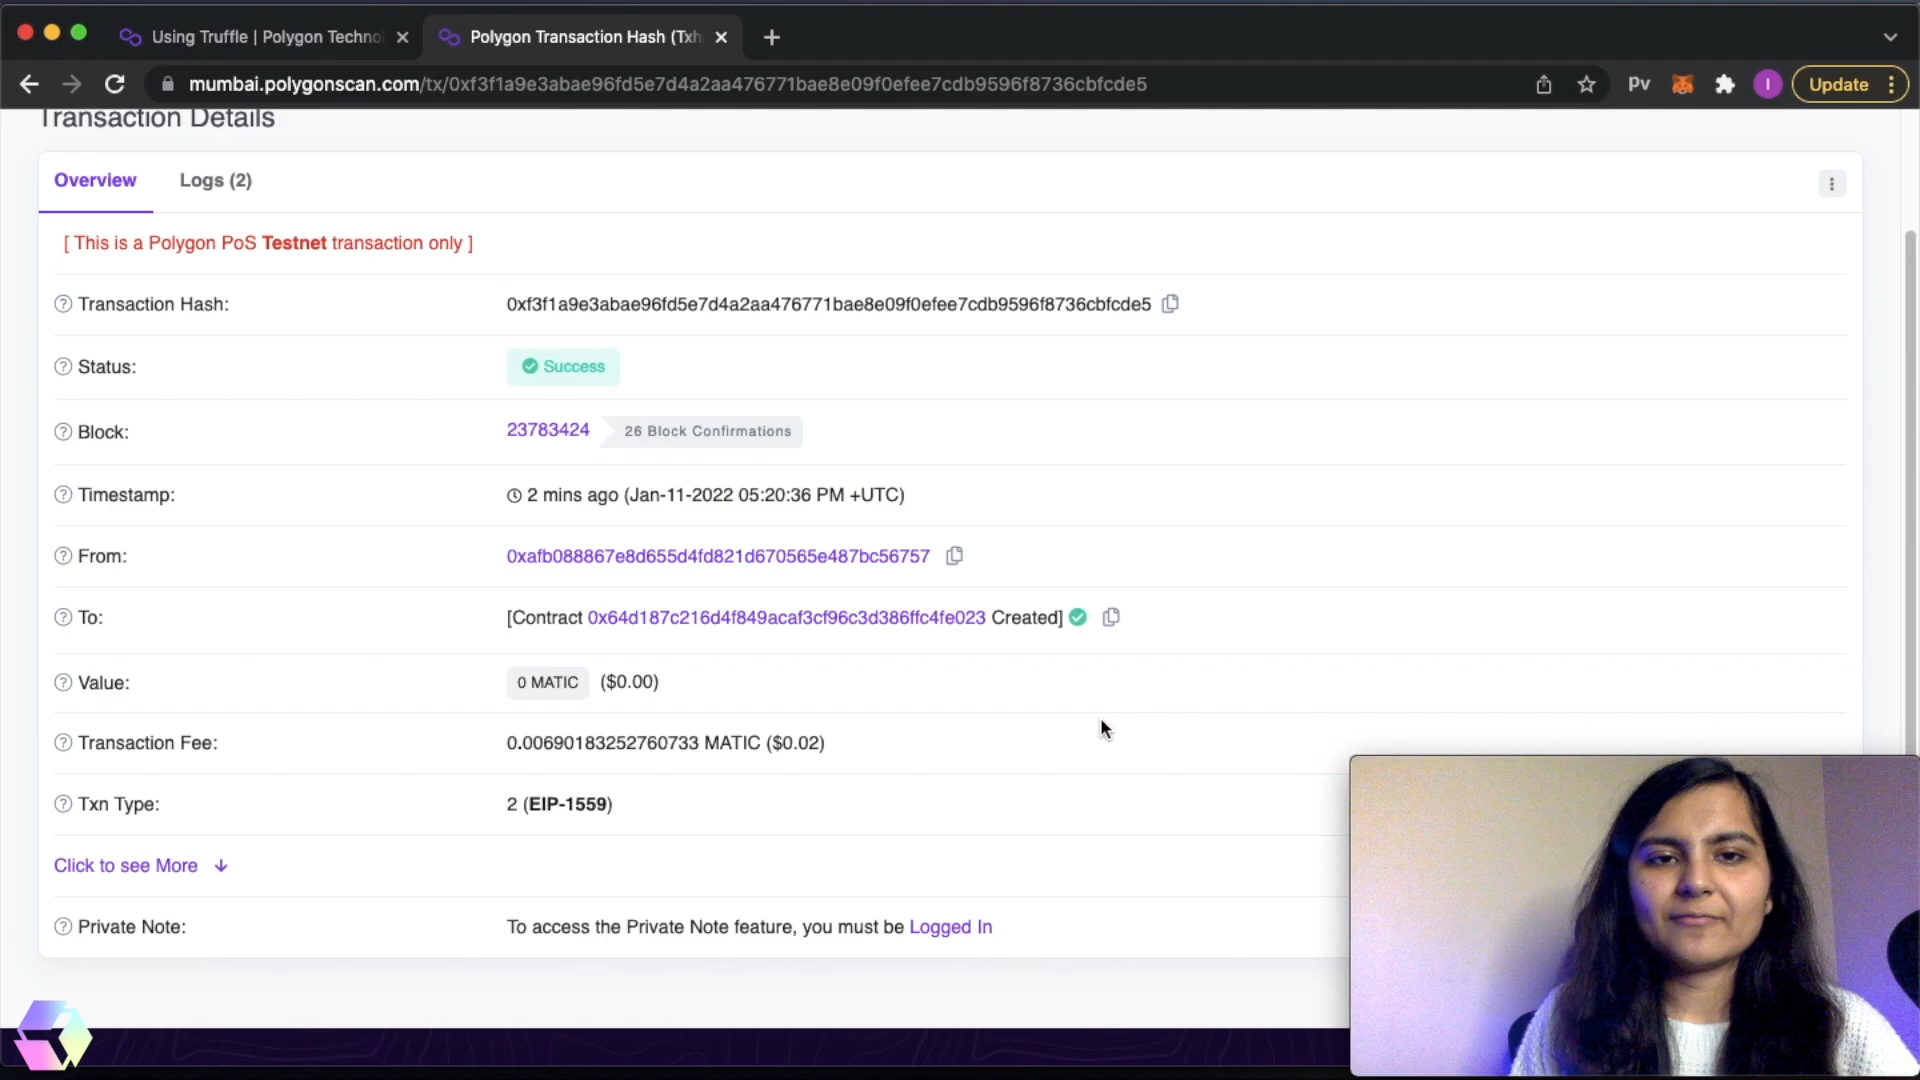 Using Truffle | Polygon Techno
Polygon Transaction Hash (Txh
mumbai.polygonscan.com/tx/0xf3f1a9e3abae96fd5e7d4a2aa476771bae8e09f0efee7cdb9596f8736cbfcde5
Pv
I
Update
Transaction Details
Overview
Logs (2)
[ This is a Polygon PoS Testnet transaction only ]
Transaction Hash:
0xf3f1a9e3abae96fd5e7d4a2aa476771bae8e09f0efee7cdb9596f8736cbfcde5
Status:
Success
Block:
23783424
26 Block Confirmations
Timestamp:
2 mins ago (Jan-11-2022 05:20:36 PM +UTC)
From:
0xafb088867e8d655d4fd821d670565e487bc56757
To:
[Contract 0x64d187c216d4f849acaf3cf96c3d386ffc4fe023 Created]
Value:
0 MATIC ($0.00)
Transaction Fee:
0.00690183252760733 MATIC ($0.02)
Txn Type:
2 (EIP-1559)
Click to see More
Private Note:
To access the Private Note feature, you must be Logged In